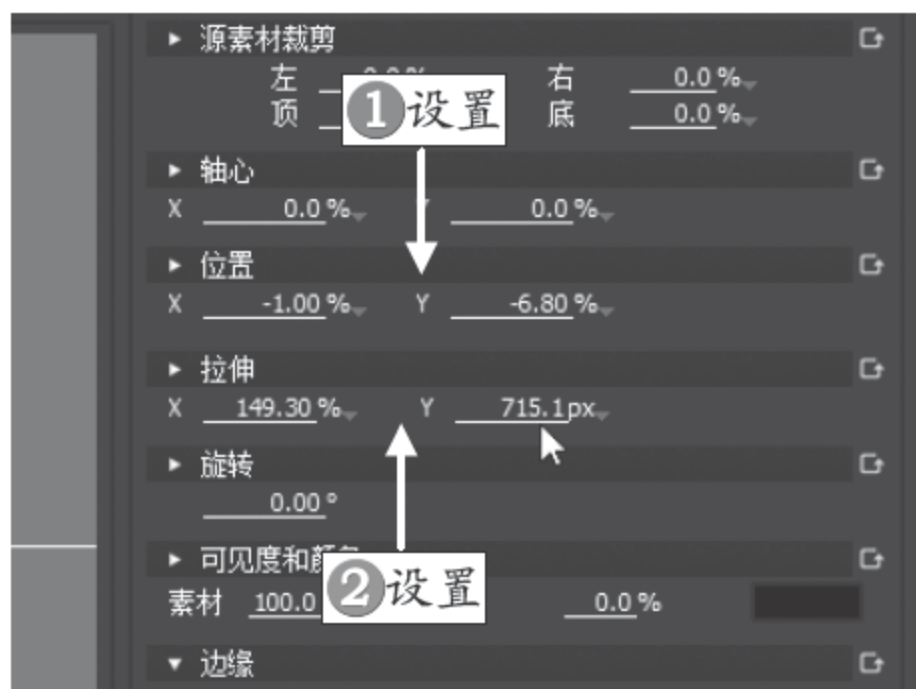 源素材裁剪
左 右 0.0 %
顶 底 0.0 %
1 设置
轴心
X 0.0 % 0.0 %
位置
X -1.00 % Y -6.80 %
拉伸
X 149.30 % Y 715.1px
旋转
0.00 °
可见度和
2 设置
素材 100.0 0.0 %
边缘